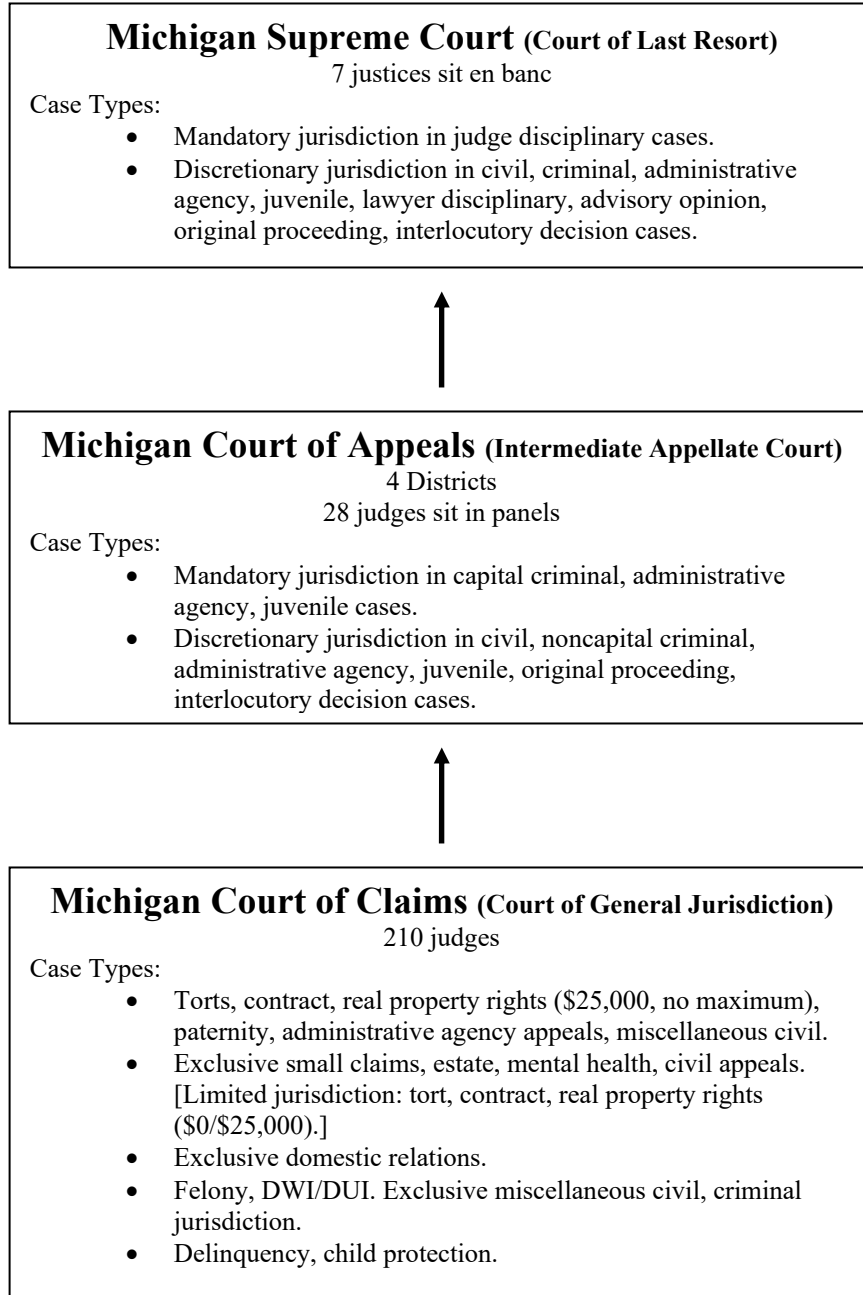 Michigan Supreme Court (Court of Last Resort)
7 justices sit en banc
Case Types:
• Mandatory jurisdiction in judge disciplinary cases.
• Discretionary jurisdiction in civil, criminal, administrative
agency, juvenile, lawyer disciplinary, advisory opinion,
original proceeding, interlocutory decision cases.
Michigan Court of Appeals (Intermediate Appellate Court)
4 Districts
28 judges sit in panels
Case Types:
• Mandatory jurisdiction in capital criminal, administrative
agency, juvenile cases.
• Discretionary jurisdiction in civil, noncapital criminal,
administrative agency, juvenile, original proceeding,
interlocutory decision cases.
Michigan Court of Claims (Court of General Jurisdiction)
210 judges
Case Types:
• Torts, contract, real property rights ($25,000, no maximum),
paternity, administrative agency appeals, miscellaneous civil.
• Exclusive small claims, estate, mental health, civil appeals.
[Limited jurisdiction: tort, contract, real property rights
($0/$25,000).]
• Exclusive domestic relations.
• Felony, DWI/DUI. Exclusive miscellaneous civil, criminal
jurisdiction.
• Delinquency, child protection.